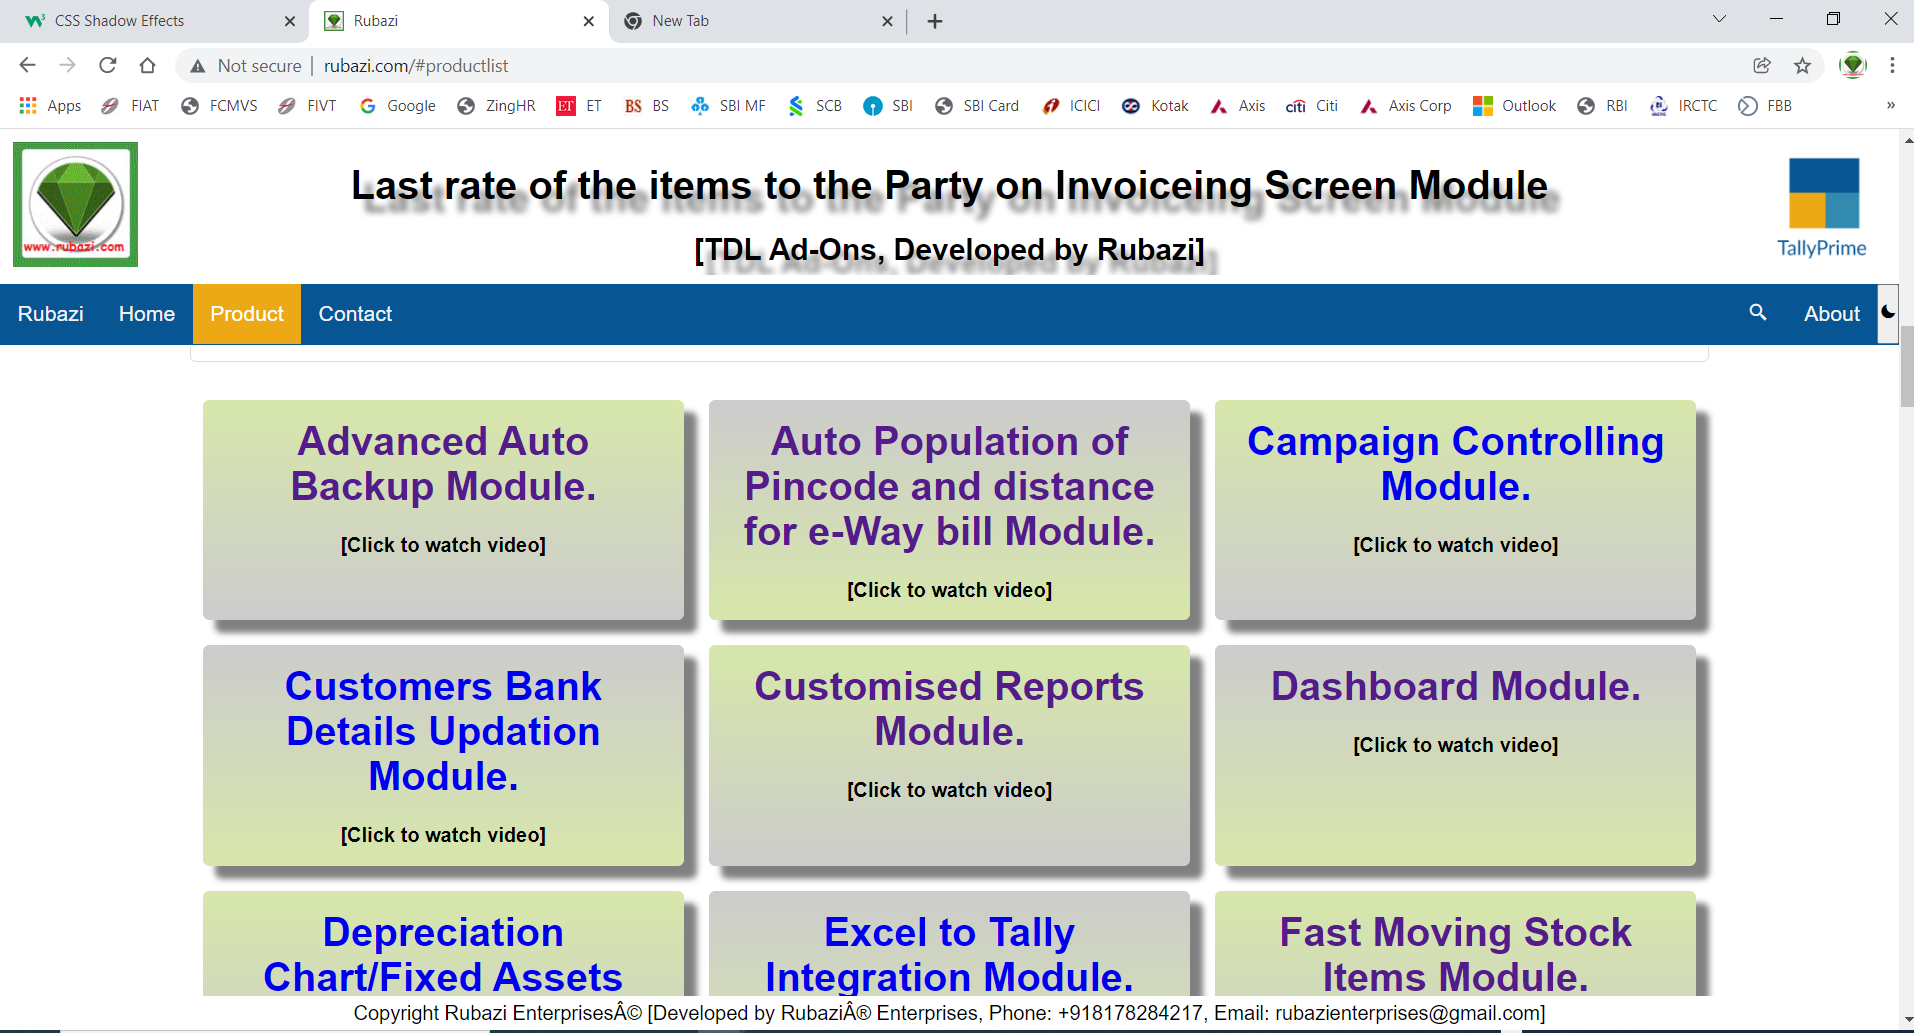 CSS Shadow Effects
Rubazi
New Tab
Not secure | rubazi.com/#productlist
Apps FIAT FCMVS FIVT Google ZingHR ET ET BS BS SBI MF SCB SBI SBI Card ICICI Kotak Axis citi Citi Axis Corp Outlook RBI IRCTC FBB »
www.rubazi.com
Last rate of the items to the Party on Invoiceing Screen Module
[TDL Ad-Ons, Developed by Rubazi]
TallyPrime
Rubazi Home Product Contact About
Advanced Auto
Backup Module.
[Click to watch video]
Auto Population of
Pincode and distance
for e-Way bill Module.
[Click to watch video]
Campaign Controlling
Module.
[Click to watch video]
Customers Bank
Details Updation
Module.
[Click to watch video]
Customised Reports
Module.
[Click to watch video]
Dashboard Module.
[Click to watch video]
Depreciation
Chart/Fixed Assets
Excel to Tally
Integration Module.
Fast Moving Stock
Items Module.
Copyright Rubazi EnterprisesÂ© [Developed by RubaziÂ® Enterprises, Phone: +918178284217, Email: rubazienterprises@gmail.com]